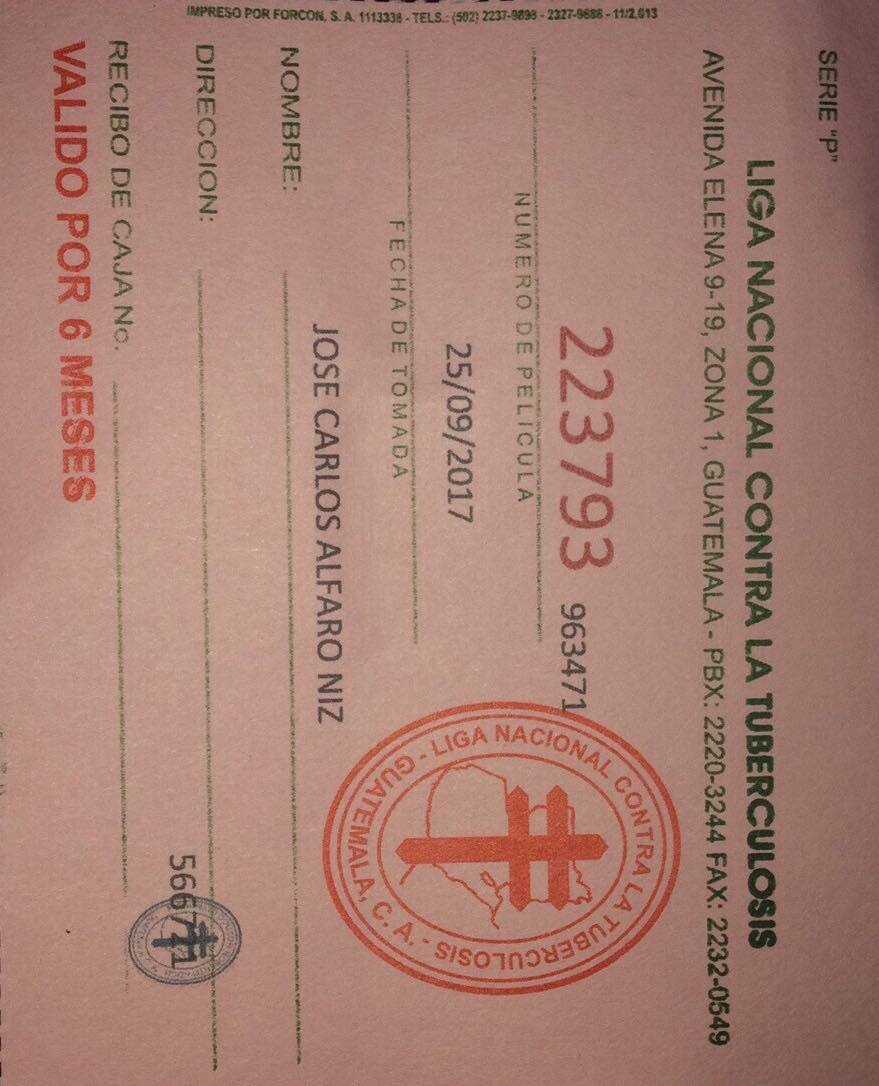 SERIE "P"
LIGA NACIONAL CONTRA LA TUBERCULOSIS
AVENIDA ELENA 9-19, ZONA 1, GUATEMALA - PBX: 2220-3244 FAX: 2232-0549
223793 963471
NUMERO DE PELICULA
25/09/2017
FECHA DE TOMADA
JOSE CARLOS ALFARO NIZ
NOMBRE:
DIRECCION:
RECIBO DE CAJA No.
VALIDO POR 6 MESES
LIGA NACIONAL CONTRA LA TUBERCULOSIS - GUATEMALA, C. A. -
IMPRESO POR FORCON, S. A. 1113338 - TELS.: (502) 2237-9898 - 2327-9888 - 11/2,013